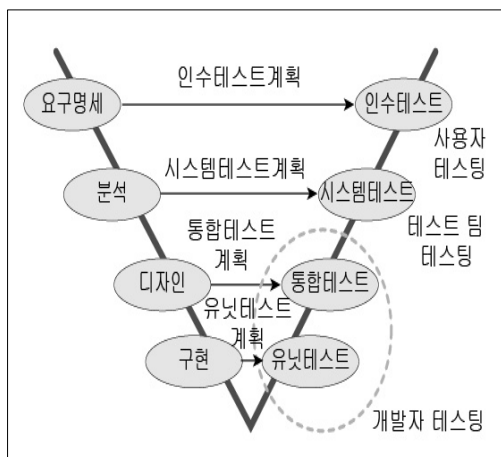 인수테스트계획
요구명세
인수테스트
사용자
테스팅
시스템테스트계획
분석
시스템테스트
테스트 팀
테스팅
통합테스트
계획
디자인
통합테스트
유닛테스트
계획
구현
유닛테스트
개발자 테스팅